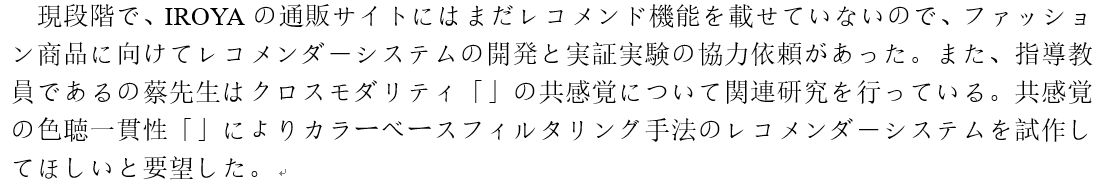 現段階で、IROYA の通販サイトにはまだレコメンド機能を載せていないので、ファッショ
ン商品に向けてレコメンダーシステムの開発と実証実験の協力依頼があった。また、指導教
員であるの蔡先生はクロスモダリティ「」の共感覚について関連研究を行っている。共感覚
の色聴一貫性「」によりカラーベースフィルタリング手法のレコメンダーシステムを試作し
てほしいと要望した。